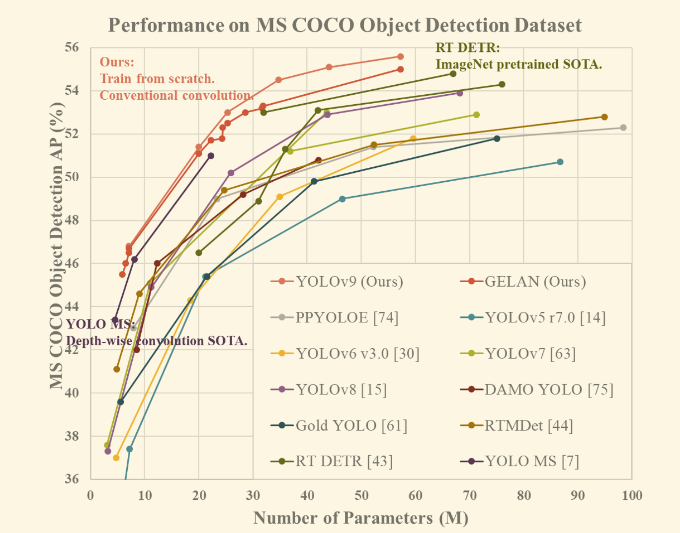 Performance on MS COCO Object Detection Dataset
56
54
52
50
48
46
44
42
40
38
36
MS COCO Object Detection AP (%)
Ours:
Train from scratch.
Conventional convolution.
RT DETR:
ImageNet pretrained SOTA.
YOLO MS:
Depth-wise convolution SOTA.
YOLOv9 (Ours)
GELAN (Ours)
PPYOLOE [74]
YOLOv5 r7.0 [14]
YOLOv6 v3.0 [30]
YOLOv7 [63]
YOLOv8 [15]
DAMO YOLO [75]
Gold YOLO [61]
RTMDet [44]
RT DETR [43]
YOLO MS [7]
0 10 20 30 40 50 60 70 80 90 100
Number of Parameters (M)